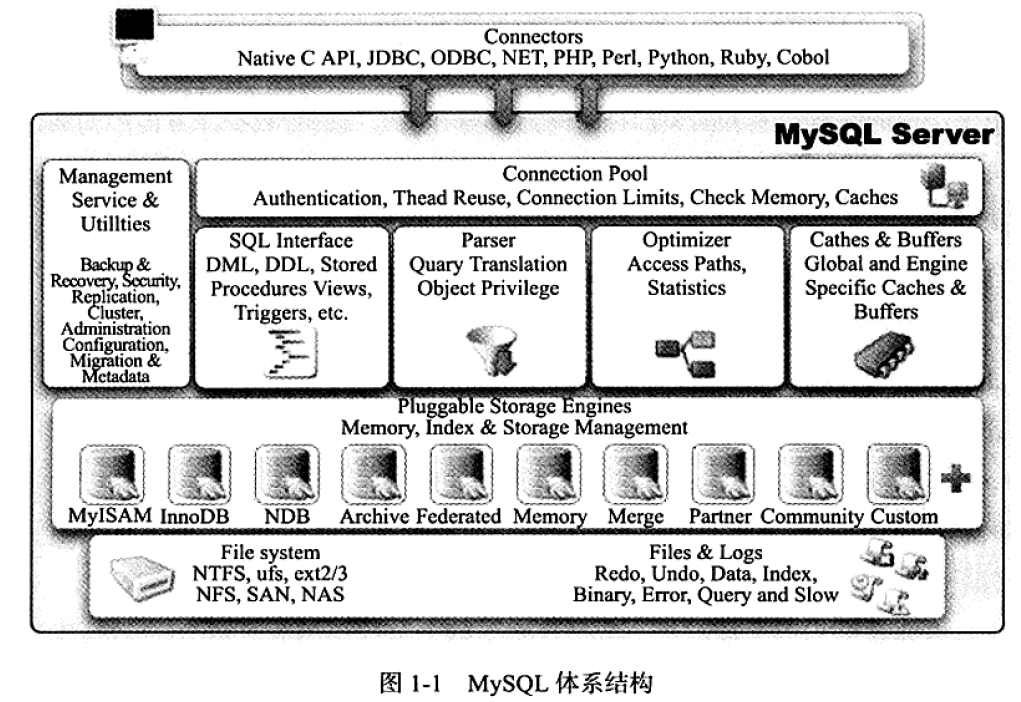 Connectors
Native C API, JDBC, ODBC, NET, PHP, Perl, Python, Ruby, Cobol
MySQL Server
Management
Service &
Utillties
Backup &
Recovery, Security,
Replication,
Cluster,
Administration
Configuration,
Migration &
Metadata
Connection Pool
Authentication, Thead Reuse, Connection Limits, Check Memory, Caches
SQL Interface
DML, DDL, Stored
Procedures Views,
Triggers, etc.
Parser
Quary Translation
Object Privilege
Optimizer
Access Paths,
Statistics
Cathes & Buffers
Global and Engine
Specific Caches &
Buffers
Pluggable Storage Engines
Memory, Index & Storage Management
MyISAM InnoDB NDB Archive Federated Memory Merge Partner Community Custom
File system
NTFS, ufs, ext2/3
NFS, SAN, NAS
Files & Logs
Redo, Undo, Data, Index,
Binary, Error, Query and Slow
图 1-1 MySQL 体系结构